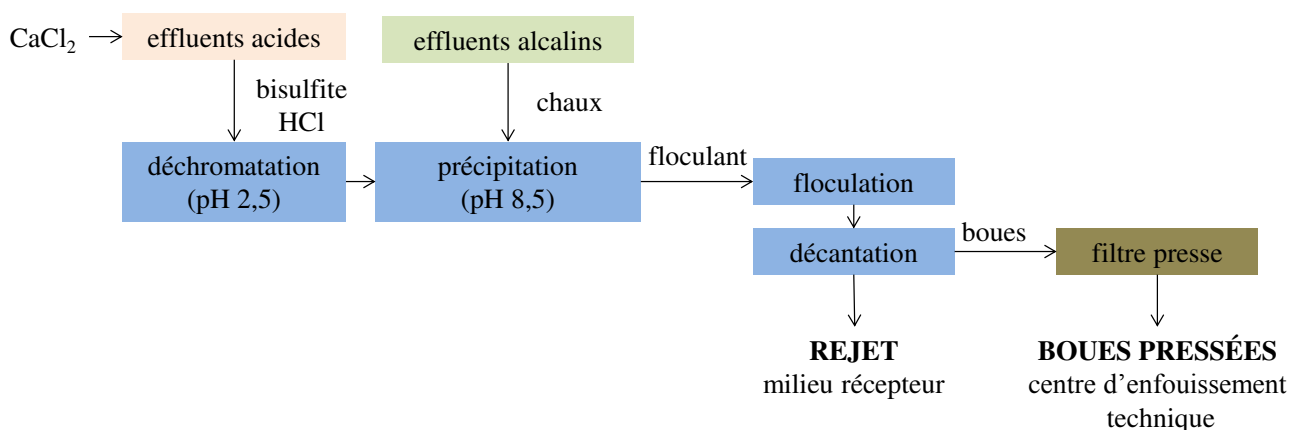 CaCl₂
effluents acides
effluents alcalins
bisulfite
HCl
chaux
déchromatation
(pH 2,5)
précipitation
(pH 8,5)
floculant
floculation
décantation
boues
filtre presse
REJET
milieu récepteur
BOUES PRESSÉES
centre d'enfouissement
technique